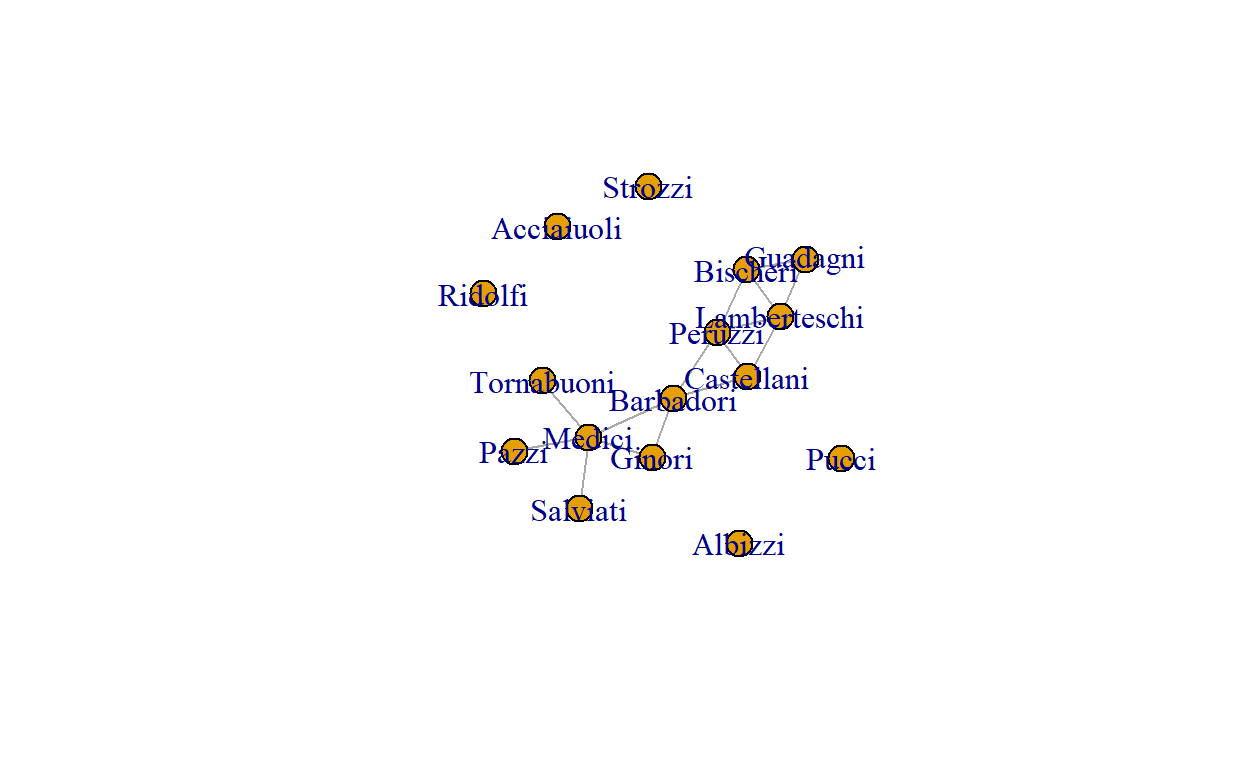 Strozzi
Acciaiuoli
Guadagni
Bischeri
Ridolfi
Lamberteschi
Peruzzi
Castellani
Tornabuoni
Barbadori
Medici
Pazzi
Ginori
Pucci
Salviati
Albizzi